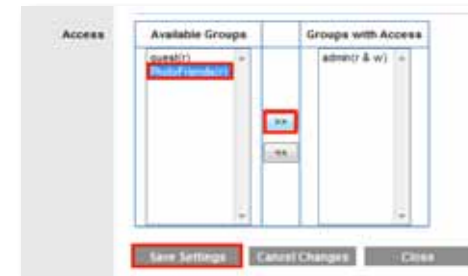 Access
Available Groups
Groups with Access
guest(r)
PhotoFriends(r)
admin(r & w)
>>
<<
Save Settings
Cancel Changes
Close